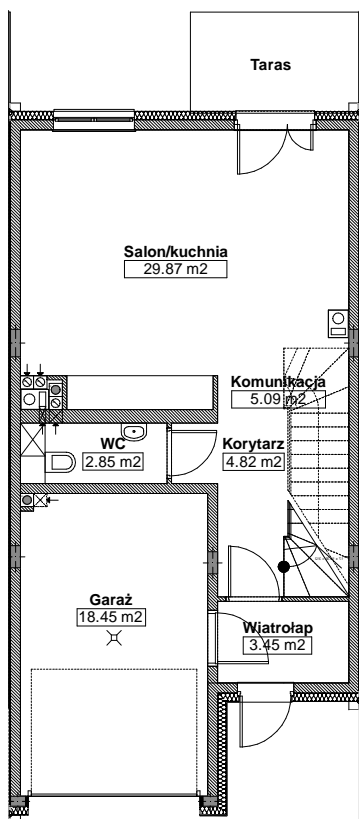 Taras
Salon/kuchnia
29.87 m2
Komunikacja
5.09 m2
WC
2.85 m2
Korytarz
4.82 m2
Garaż
18.45 m2
Wiatrołap
3.45 m2